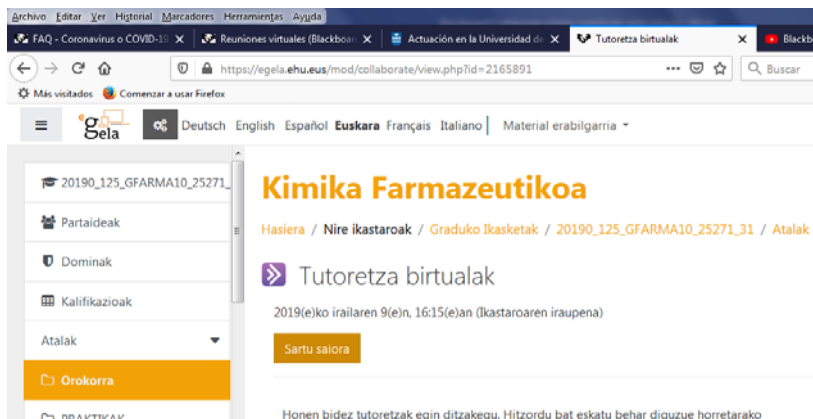 Archivo Editar Ver Historial Marcadores Herramientas Ayuda
FAQ - Coronavirus o COVID-19 Reuniones virtuales (Blackboar Actuación en la Universidad de Tutoretza birtualak Blackb
https://egela.ehu.eus/mod/collaborate/view.php?id=2165891 Buscar
Más visitados Comenzar a usar Firefox
eGela Deutsch English Español Euskara Français Italiano Material erabilgarria
20190_125_GFARMA10_25271_
Kimika Farmazeutikoa
Partaideak
Hasiera / Nire ikastaroak / Graduko Ikasketak / 20190_125_GFARMA10_25271_31 / Atalak
Dominak
Tutoretza birtualak
Kalifikazioak
2019(e)ko irailaren 9(e)n, 16:15(e)an (Ikastaroaren iraupena)
Atalak
Sartu saiora
Orokorra
PRAKTIKAK
Honen bidez tutoretzak egin ditzakegu. Hitzordu bat eskatu behar diguzue horretarako